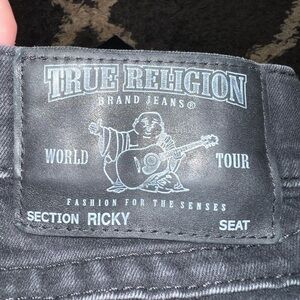 TRUE RELIGION
BRAND JEANS®
WORLD TOUR
FASHION FOR THE SENSES
SECTION RICKY SEAT